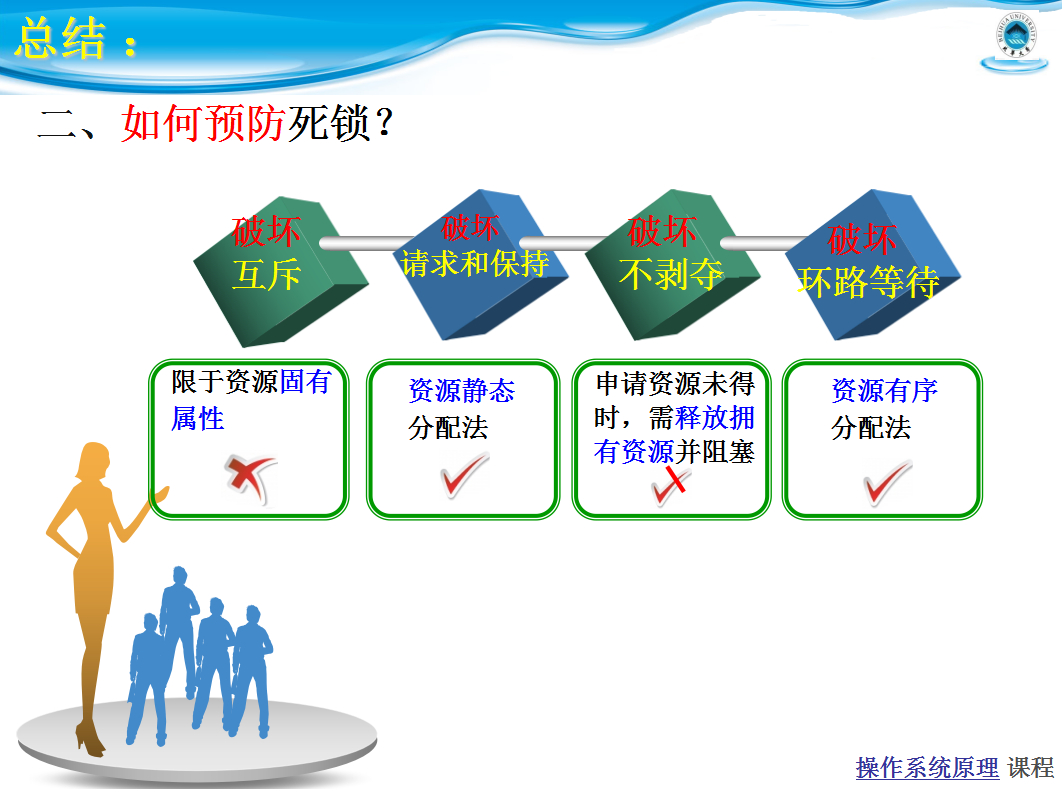 总结：
二、如何预防死锁？
破坏
互斥
破坏
请求和保持
破坏
不剥夺
破坏
环路等待
限于资源固有
属性
资源静态
分配法
申请资源未得
时，需释放拥
有资源并阻塞
资源有序
分配法
操作系统原理 课程